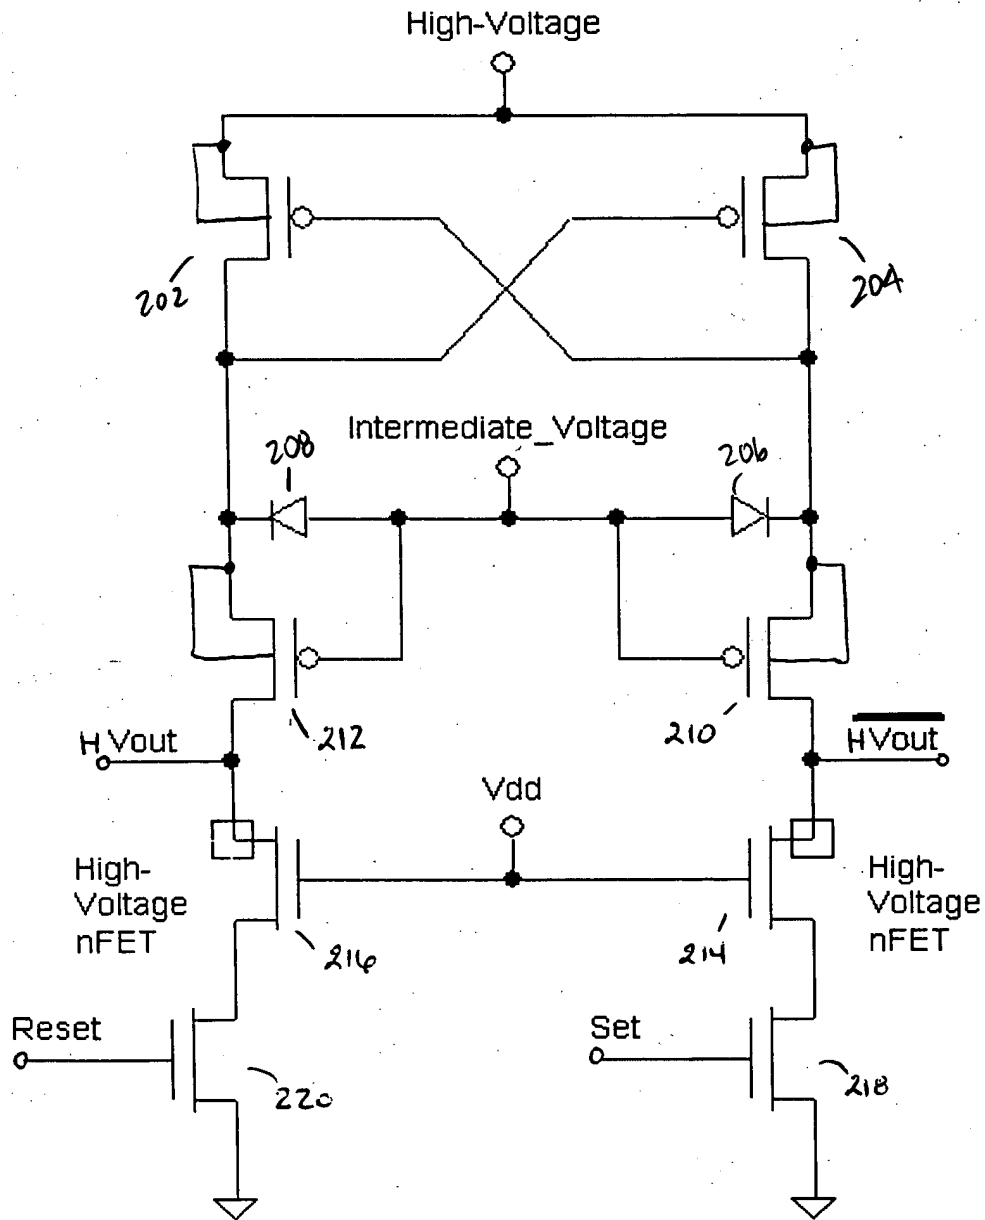 High-Voltage
202
204
Intermediate_Voltage
208
206
212
210
HVout
HVout
Vdd
High-
Voltage
nFET
High-
Voltage
nFET
216
214
Reset
Set
220
218